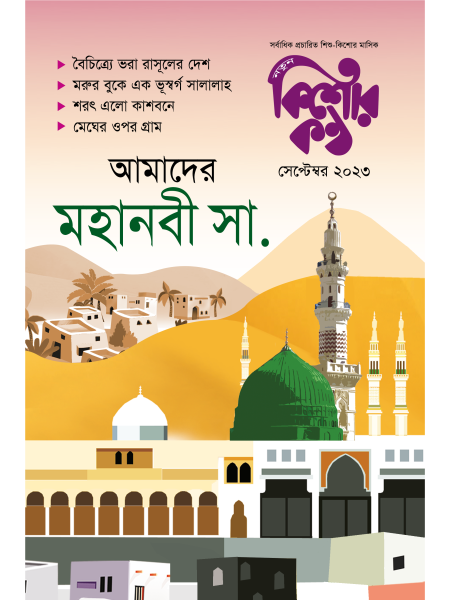 সর্বাধিক প্রচারিত শিশু-কিশোর মাসিক
নতুন
কিশোর
কণ্ঠ
সেপ্টেম্বর ২০২৩
বৈচিত্র্যে ভরা রাসূলের দেশ
মরুর বুকে এক ভূস্বর্গ সালালাহ
শরৎ এলো কাশবনে
মেঘের ওপর গ্রাম
আমাদের
মহানবী সা.